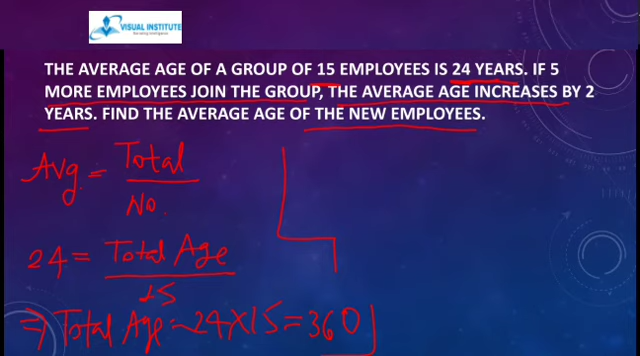 VISUAL INSTITUTE
THE AVERAGE AGE OF A GROUP OF 15 EMPLOYEES IS 24 YEARS. IF 5
MORE EMPLOYEES JOIN THE GROUP, THE AVERAGE AGE INCREASES BY 2
YEARS. FIND THE AVERAGE AGE OF THE NEW EMPLOYEES.
Avg = Total / No.
24 = Total Age / 15
⇒ Total Age = 24 × 15 = 360